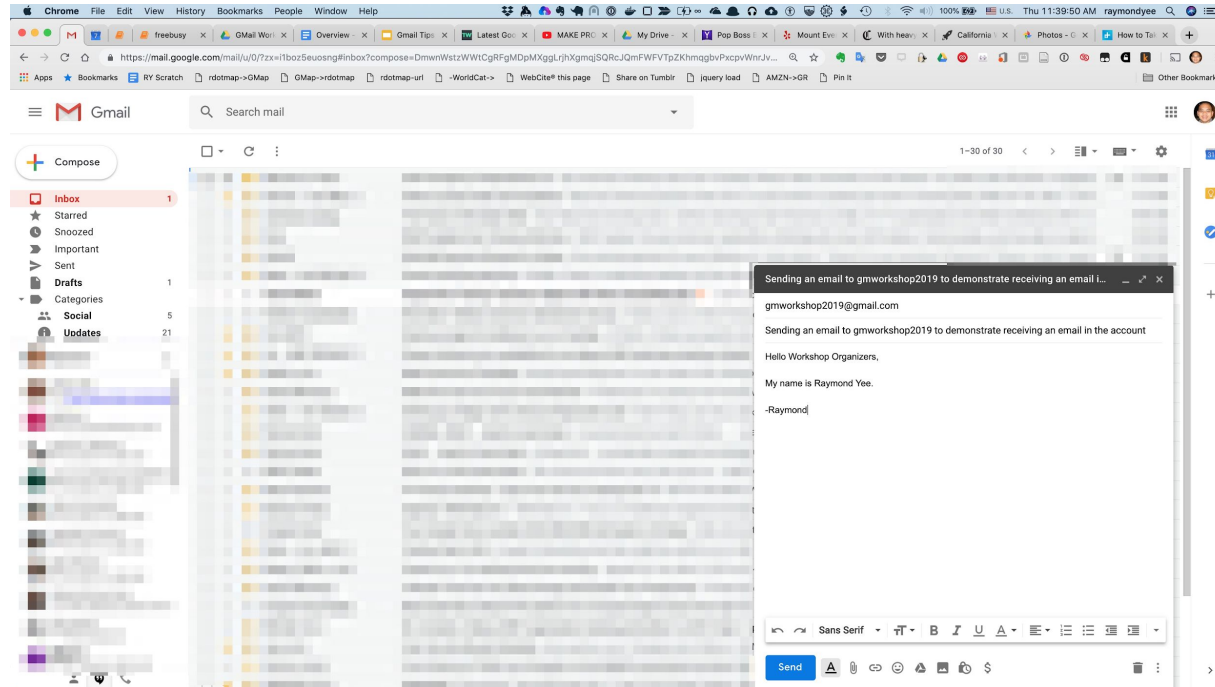 Chrome File Edit View History Bookmarks People Window Help
100% U.S. Thu 11:39:50 AM raymondyee
freebusy GMail Worl Overview - Gmail Tips Latest Goo MAKE PRC My Drive - Pop Boss Mount Eve With heavy California Photos - G How to Tak
https://mail.google.com/mail/u/0/?zx=i1boz5euosng#inbox?compose=DmwnWstzWWtCgRFgMDpMXggLrjhXgmqjSQRcJQmFWFVTpZKhmqgbvPxcpvWnrJv...
Apps Bookmarks RY Scratch rdotmap->GMap GMap->rdotmap rdotmap-url -WorldCat-> WebCite® this page Share on Tumblr jquery load AMZN->GR Pin It Other Bookmark
Gmail
Search mail
Compose
1–30 of 30
Inbox 1
Starred
Snoozed
Important
Sent
Drafts 1
Categories
Social 5
Updates 21
Sending an email to gmworkshop2019 to demonstrate receiving an email i...
gmworkshop2019@gmail.com
Sending an email to gmworkshop2019 to demonstrate receiving an email in the account
Hello Workshop Organizers,
My name is Raymond Yee.
-Raymond
Sans Serif
Send